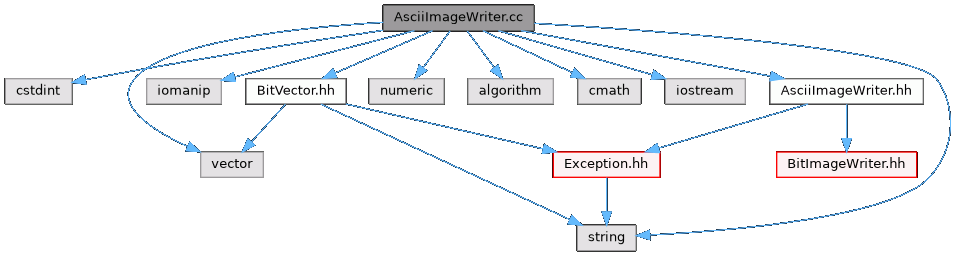 AsciiImageWriter.cc
cstdint
iomanip
BitVector.hh
numeric
algorithm
cmath
iostream
AsciiImageWriter.hh
vector
Exception.hh
BitImageWriter.hh
string